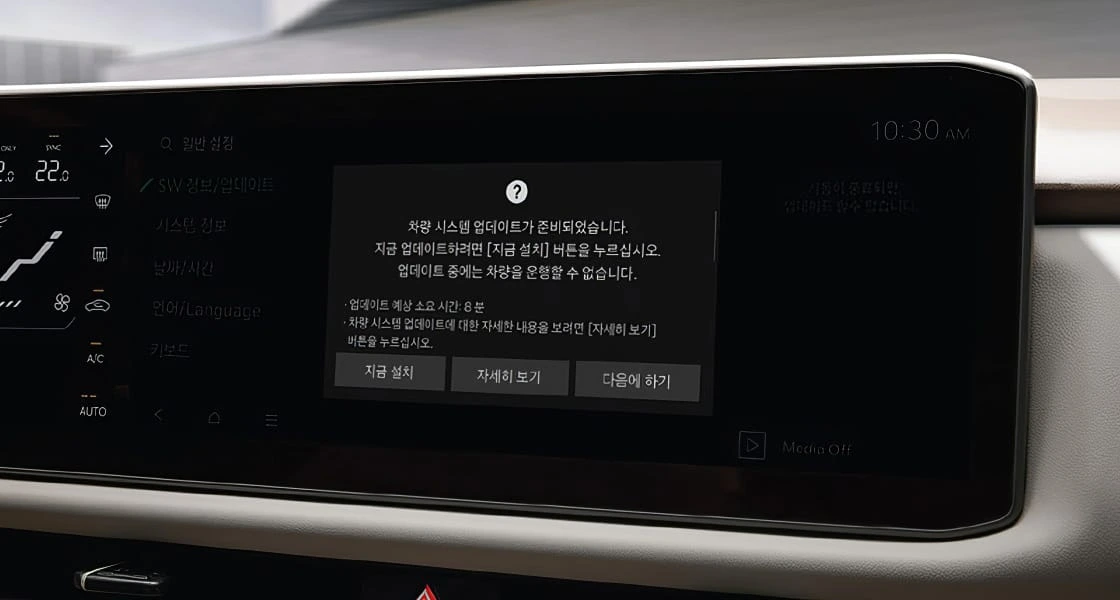 SYNC
22.0
A/C
AUTO
일반 설정
SW 정보/업데이트
시스템 정보
날짜/시간
언어/Language
키보드
?
차량 시스템 업데이트가 준비되었습니다.
지금 업데이트하려면 [지금 설치] 버튼을 누르십시오.
업데이트 중에는 차량을 운행할 수 없습니다.
· 업데이트 예상 소요 시간: 8 분
· 차량 시스템 업데이트에 대한 자세한 내용을 보려면 [자세히 보기]
버튼을 누르십시오.
지금 설치
자세히 보기
다음에 하기
10:30 AM
Media Off